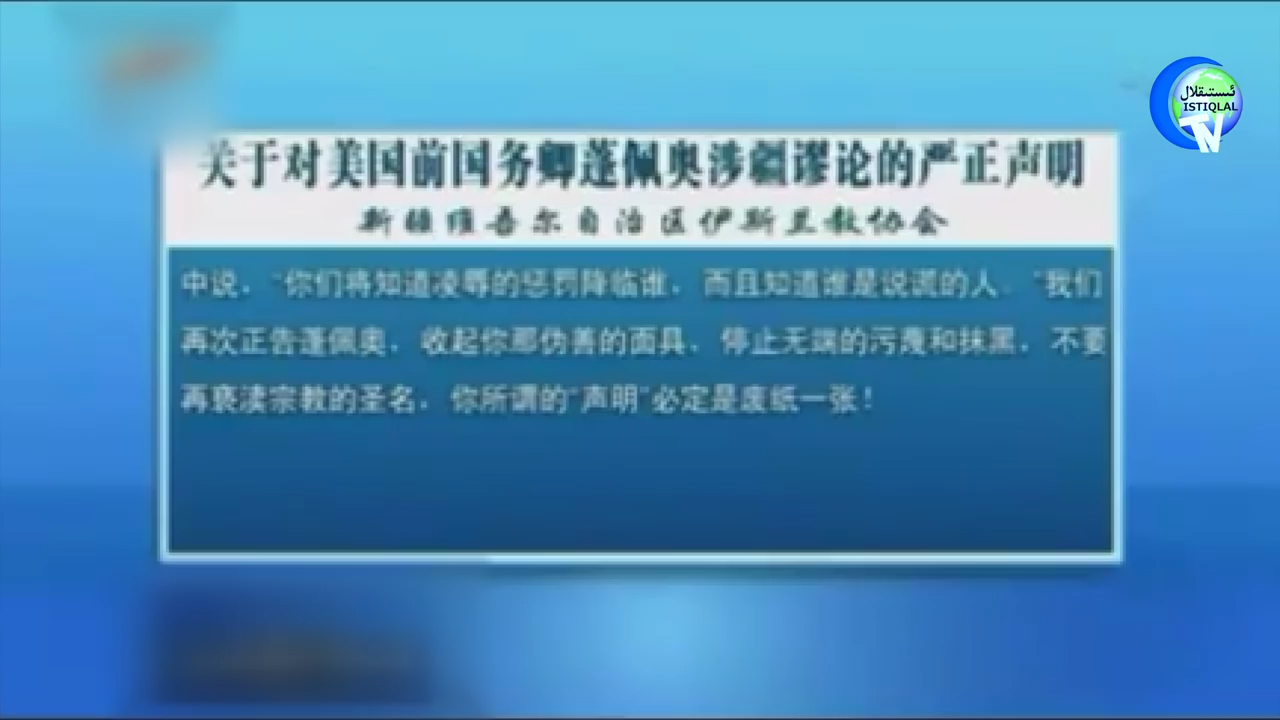 ئىستىقلال
ISTIQLAL
TV
关于对美国前国务卿蓬佩奥涉疆谬论的严正声明
新疆维吾尔自治区伊斯兰教协会
中说，“你们将知道凌辱的惩罚降临谁，而且知道谁是说谎的人。”我们
再次正告蓬佩奥，收起你那伪善的面具，停止无端的污蔑和抹黑，不要
再亵渎宗教的圣名，你所谓的“声明”必定是废纸一张！